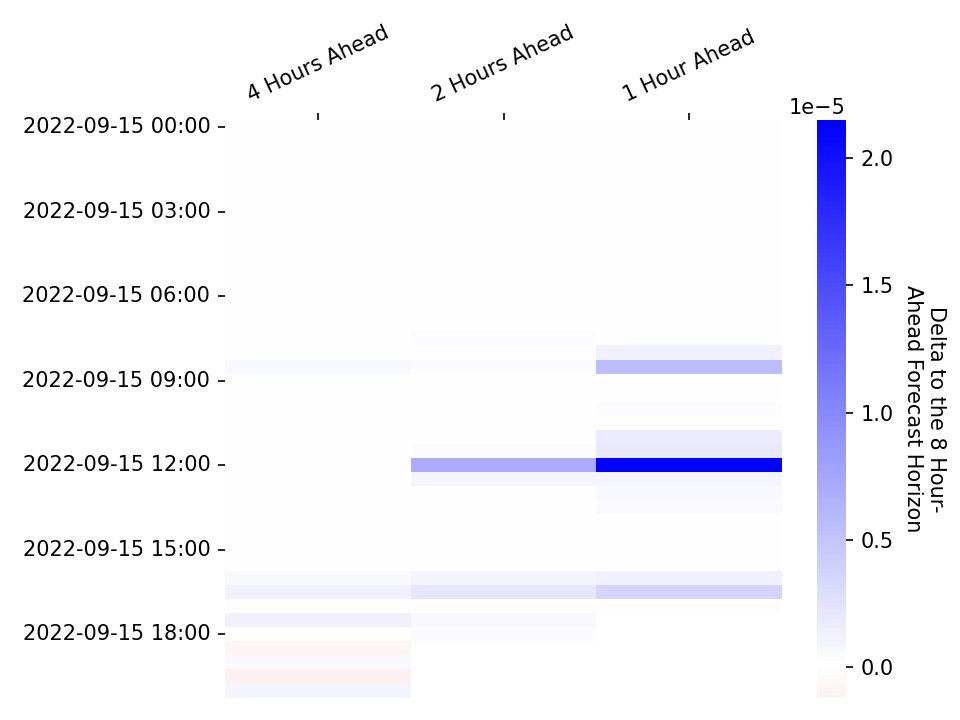 4 Hours Ahead
2 Hours Ahead
1 Hour Ahead
1e−5
2022-09-15 00:00
2022-09-15 03:00
2022-09-15 06:00
2022-09-15 09:00
2022-09-15 12:00
2022-09-15 15:00
2022-09-15 18:00
2.0
1.5
1.0
0.5
0.0
Delta to the 8 Hour-
Ahead Forecast Horizon